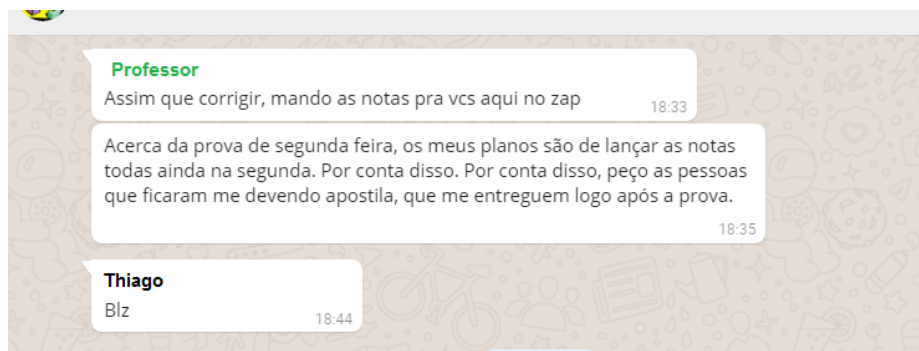 Professor
Assim que corrigir, mando as notas pra vcs aqui no zap
18:33
Acerca da prova de segunda feira, os meus planos são de lançar as notas
todas ainda na segunda. Por conta disso. Por conta disso, peço as pessoas
que ficaram me devendo apostila, que me entreguem logo após a prova.
18:35
Thiago
Blz
18:44